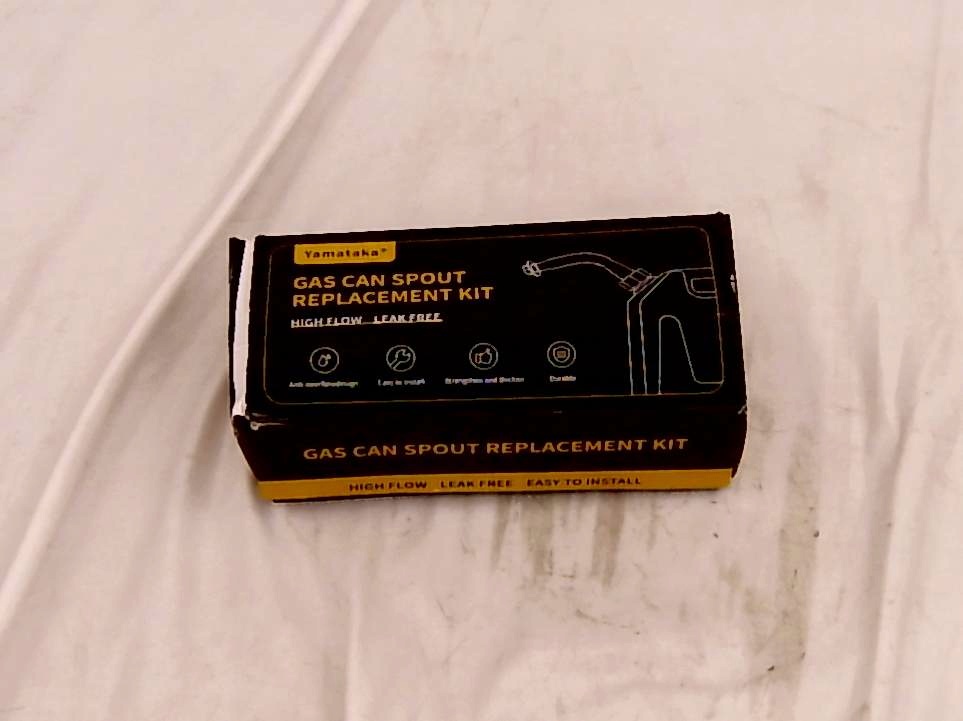 Yamataka
GAS CAN SPOUT
REPLACEMENT KIT
HIGH FLOW LEAK FREE
Easy to install
Durable
GAS CAN SPOUT REPLACEMENT KIT
HIGH FLOW LEAK FREE EASY TO INSTALL